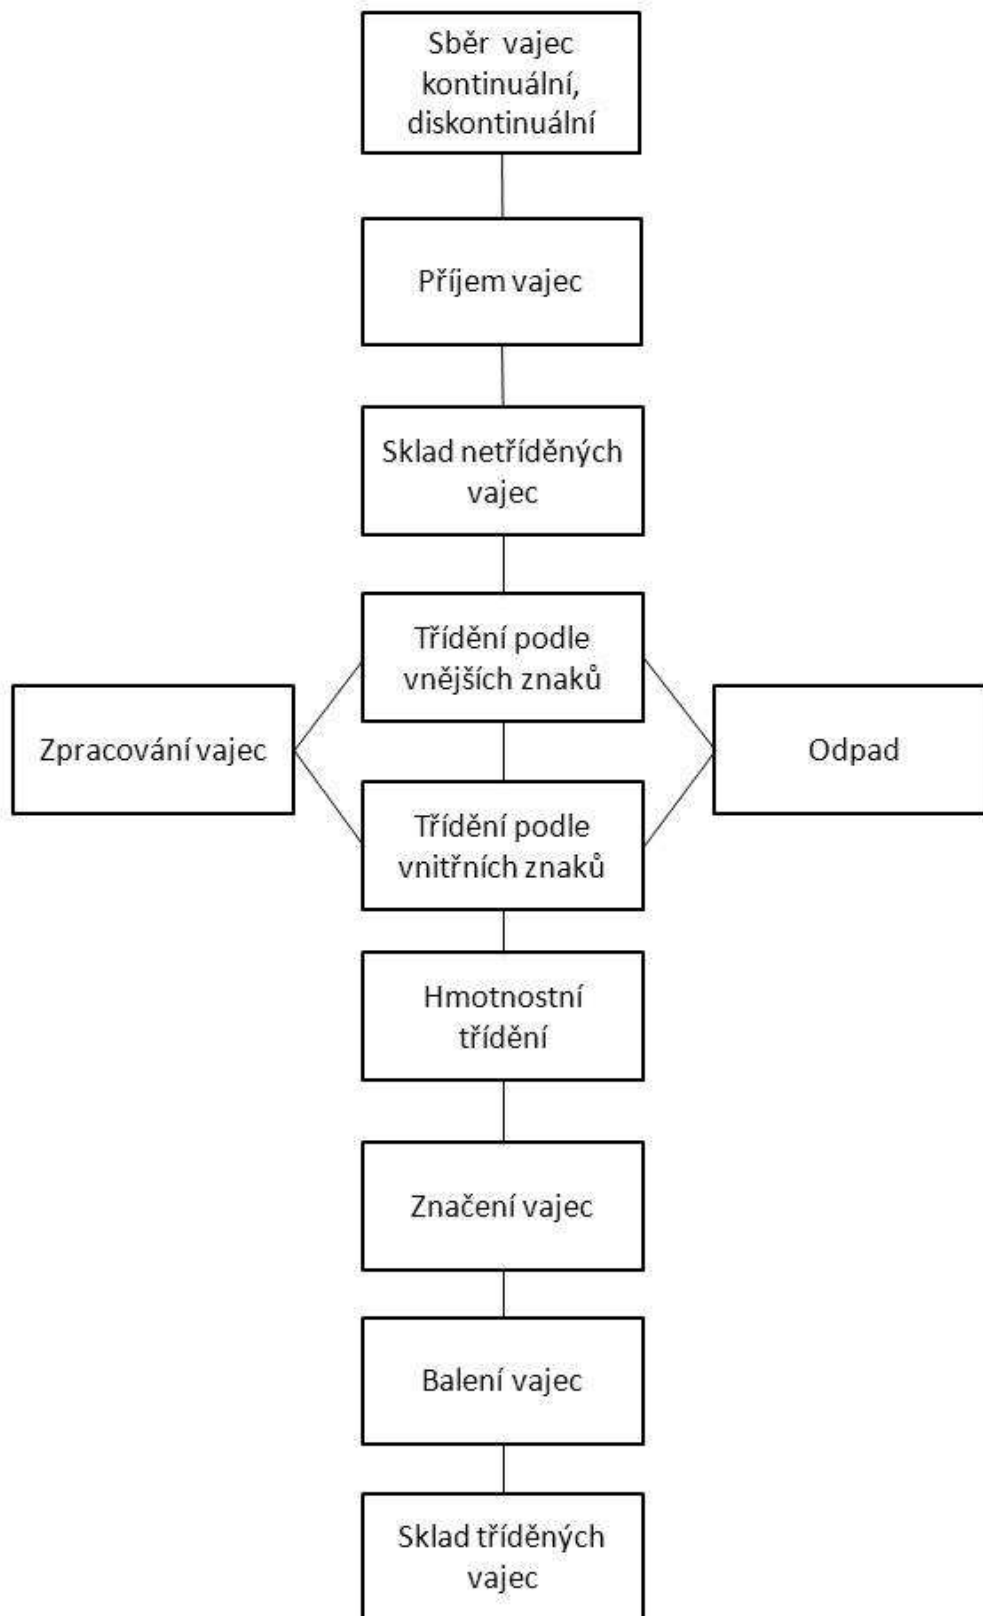 Sběr vajec
kontinuální,
diskontinuální
Příjem vajec
Sklad netříděných
vajec
Třídění podle
vnějších znaků
Zpracování vajec
Odpad
Třídění podle
vnitřních znaků
Hmotnostní
třídění
Značení vajec
Balení vajec
Sklad tříděných
vajec